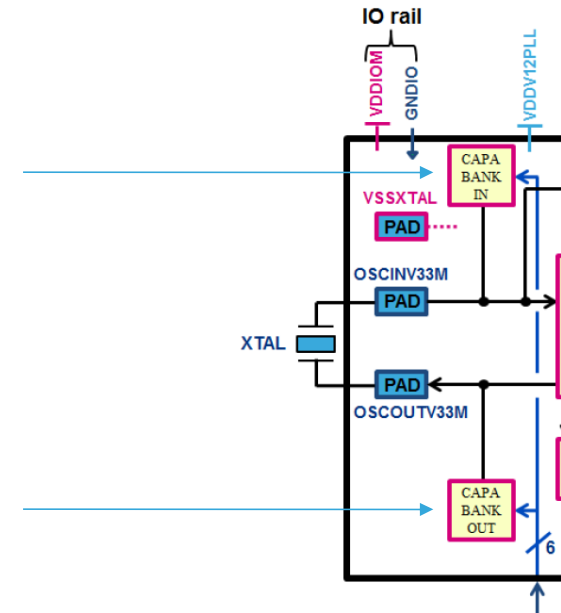 IO rail
VDDIOM
GNDIO
VDDV12PLL
CAPA
BANK
IN
VSSXTAL
PAD
OSCINV33M
PAD
XTAL
PAD
OSCOUTV33M
CAPA
BANK
OUT
6